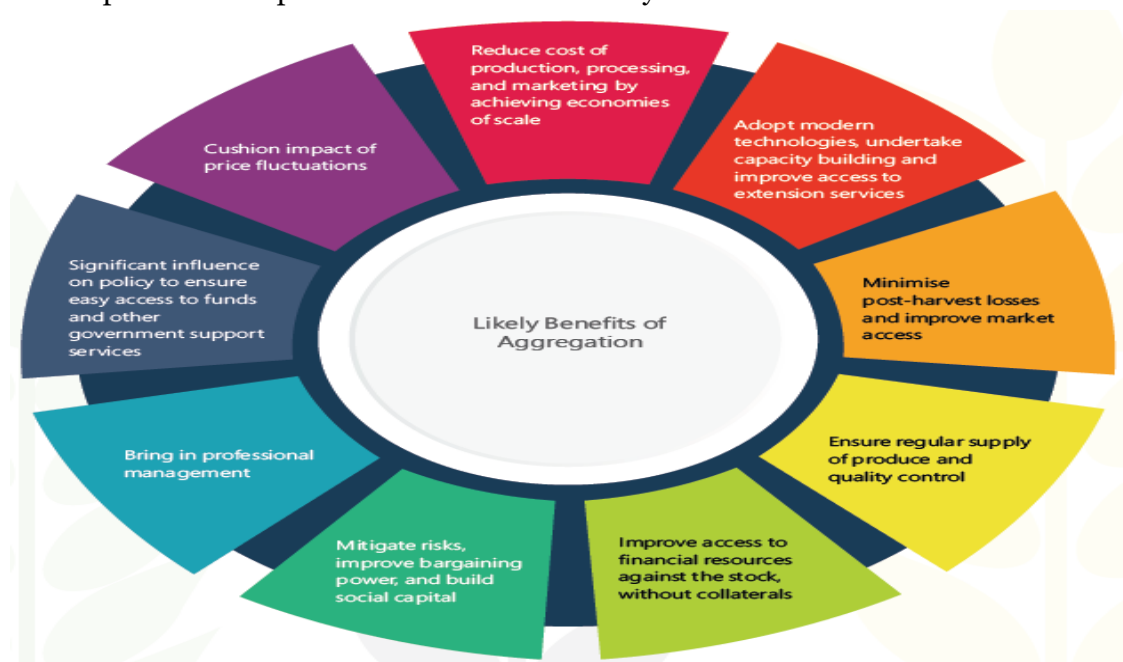 Reduce cost of
production, processing,
and marketing by
achieving economies
of scale
Adopt modern
technologies, undertake
capacity building and
improve access to
extension services
Minimise
post-harvest losses
and improve market
access
Ensure regular supply
of produce and
quality control
Improve access to
financial resources
against the stock,
without collaterals
Mitigate risks,
improve bargaining
power, and build
social capital
Bring in professional
management
Significant influence
on policy to ensure
easy access to funds
and other
government support
services
Cushion impact of
price fluctuations
Likely Benefits of
Aggregation